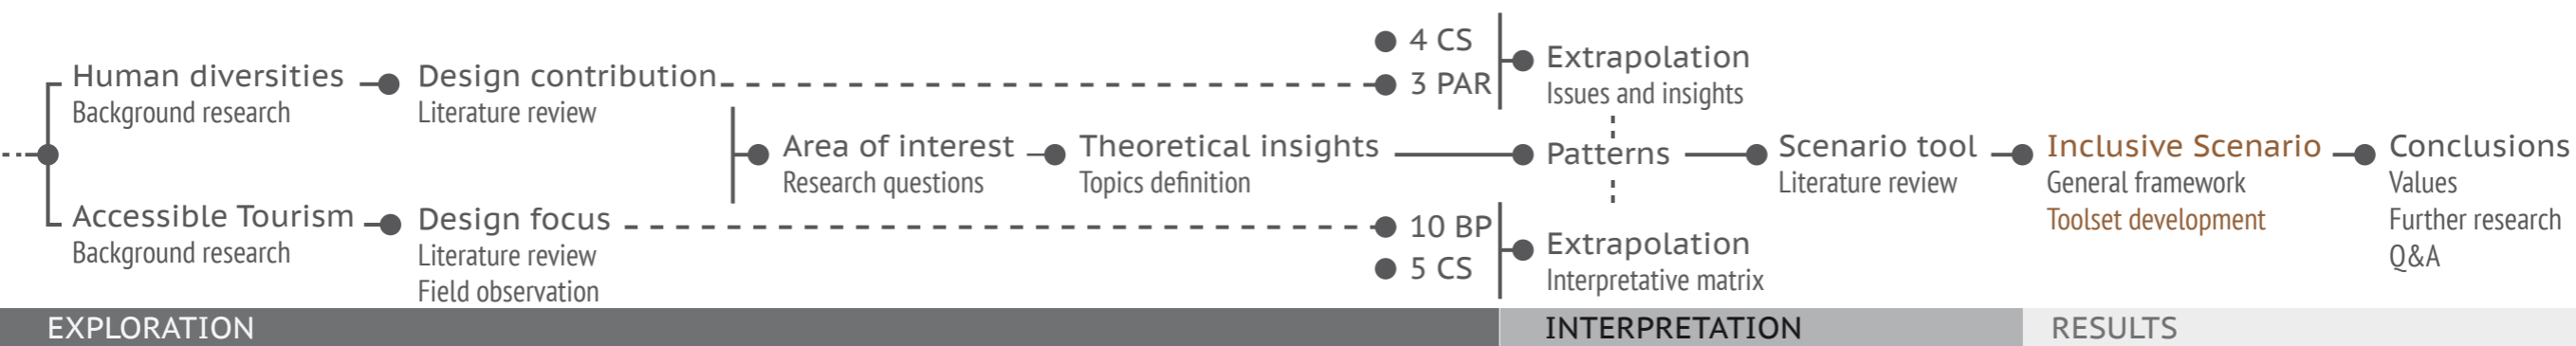 Human diversities
Background research
Design contribution
Literature review
4 CS
3 PAR
Extrapolation
Issues and insights
Area of interest
Research questions
Theoretical insights
Topics definition
Patterns
Scenario tool
Literature review
Inclusive Scenario
General framework
Toolset development
Conclusions
Values
Further research
Q&A
Accessible Tourism
Background research
Design focus
Literature review
Field observation
10 BP
5 CS
Extrapolation
Interpretative matrix
EXPLORATION
INTERPRETATION
RESULTS